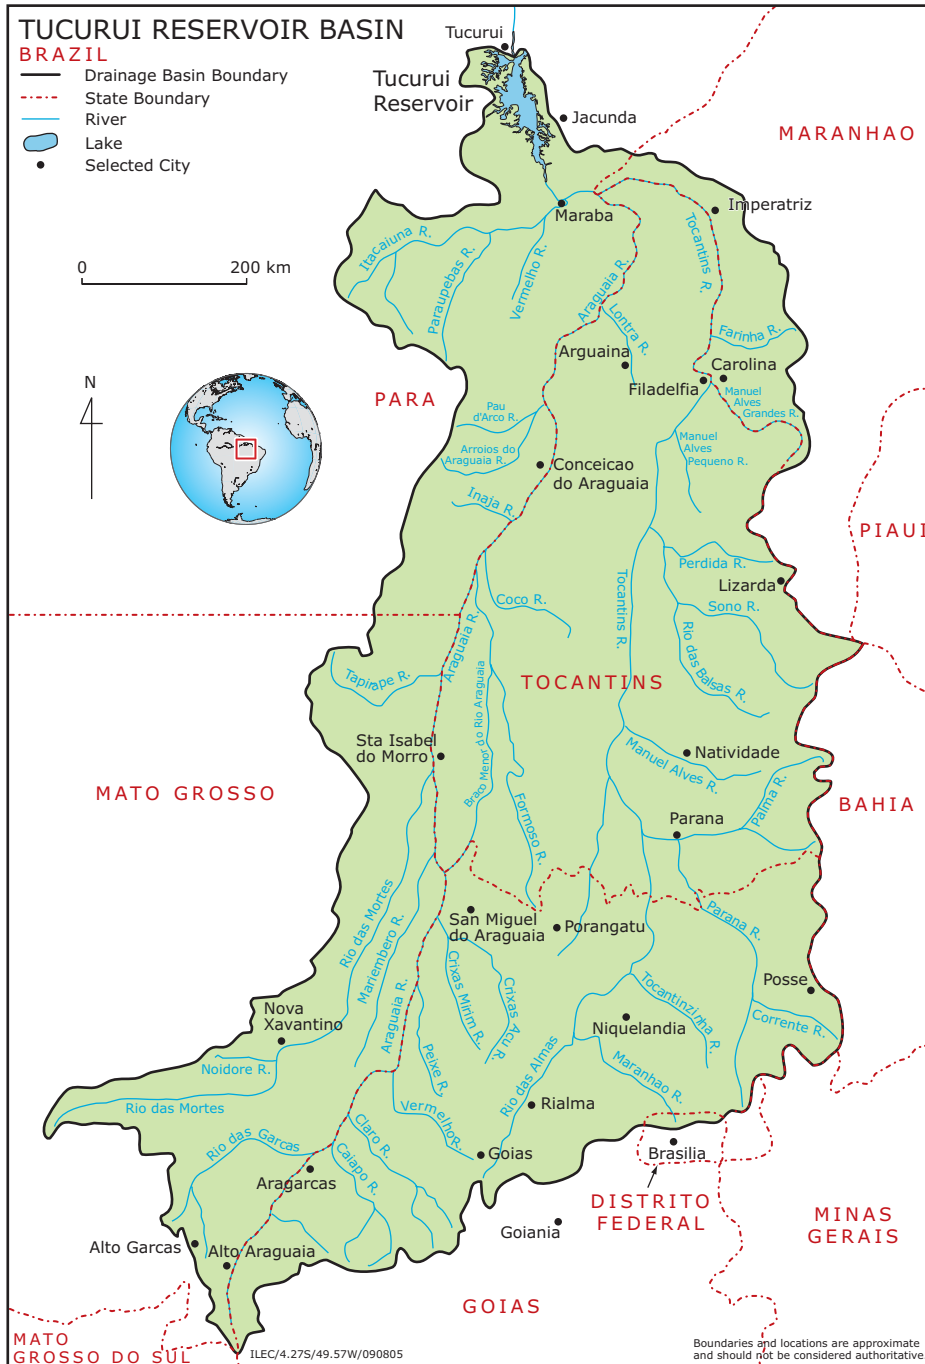 TUCURUI RESERVOIR BASIN
BRAZIL
Drainage Basin Boundary
State Boundary
River
Lake
Selected City
0 200 km
N
Tucurui
Tucurui
Reservoir
Jacunda
MARANHAO
Maraba
Imperatriz
Itacaiuna R.
Paraupebas R.
Vermelho R.
Araguaia R.
Tocantins R.
Lontra R.
Farinha R.
Arguaina
Carolina
Filadelfia
PARA
Manuel
Alves
Grandes R.
Pau
d'Arco R.
Manuel
Alves
Pequeno R.
Arroios do
Araguaia R.
Conceicao
do Araguaia
Inaja R.
PIAUI
Perdida R.
Lizarda
Coco R.
Sono R.
Tocantins R.
Araguaia R.
Rio das Balsas R.
Tapirape R.
Braco Menor do Rio Araguaia
TOCANTINS
Sta Isabel
do Morro
Natividade
Manuel Alves R.
MATO GROSSO
Formoso R.
Palma R.
BAHIA
Parana
Rio das Mortes
Mariembero R.
San Miguel
do Araguaia
Porangatu
Parana R.
Crixas Mirim R.
Crixas Acu R.
Araguaia R.
Tocantinzinha R.
Posse
Nova
Xavantino
Niquelandia
Corrente R.
Noidore R.
Peixe R.
Rio das Almas
Maranhao R.
Rio das Mortes
Vermelho R.
Rialma
Rio das Garcas
Claro R.
Caiapo R.
Goias
Brasilia
Aragarcas
DISTRITO
FEDERAL
MINAS
GERAIS
Goiania
Alto Garcas
Alto Araguaia
GOIAS
MATO
GROSSO DO SUL
ILEC/4.27S/49.57W/090805
Boundaries and locations are approximate
and should not be considered authoritative.